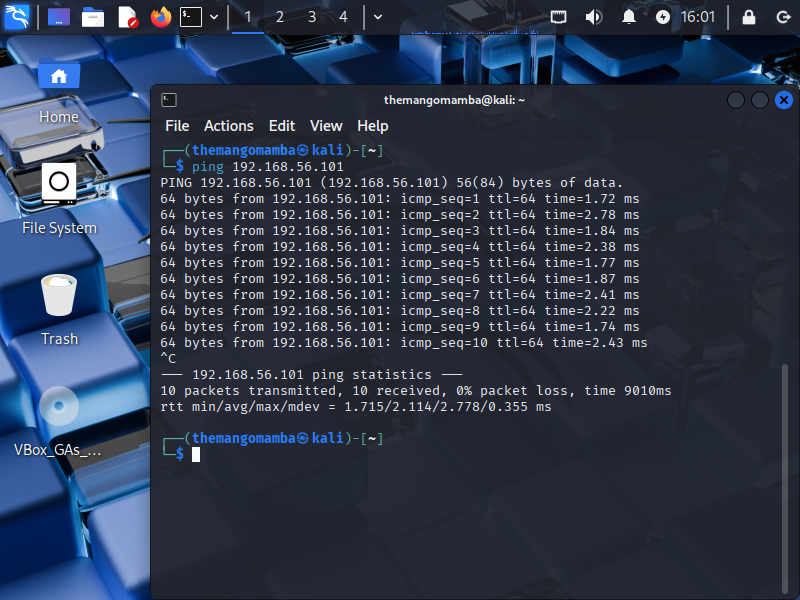 1 2 3 4 16:01
Home
File System
Trash
VBox_GAs_...
themangomamba@kali: ~
File Actions Edit View Help
┌──(themangomamba㉿kali)-[~]
└─$ ping 192.168.56.101
PING 192.168.56.101 (192.168.56.101) 56(84) bytes of data.
64 bytes from 192.168.56.101: icmp_seq=1 ttl=64 time=1.72 ms
64 bytes from 192.168.56.101: icmp_seq=2 ttl=64 time=2.78 ms
64 bytes from 192.168.56.101: icmp_seq=3 ttl=64 time=1.84 ms
64 bytes from 192.168.56.101: icmp_seq=4 ttl=64 time=2.38 ms
64 bytes from 192.168.56.101: icmp_seq=5 ttl=64 time=1.77 ms
64 bytes from 192.168.56.101: icmp_seq=6 ttl=64 time=1.87 ms
64 bytes from 192.168.56.101: icmp_seq=7 ttl=64 time=2.41 ms
64 bytes from 192.168.56.101: icmp_seq=8 ttl=64 time=2.22 ms
64 bytes from 192.168.56.101: icmp_seq=9 ttl=64 time=1.74 ms
64 bytes from 192.168.56.101: icmp_seq=10 ttl=64 time=2.43 ms
^C
--- 192.168.56.101 ping statistics ---
10 packets transmitted, 10 received, 0% packet loss, time 9010ms
rtt min/avg/max/mdev = 1.715/2.114/2.778/0.355 ms
┌──(themangomamba㉿kali)-[~]
└─$